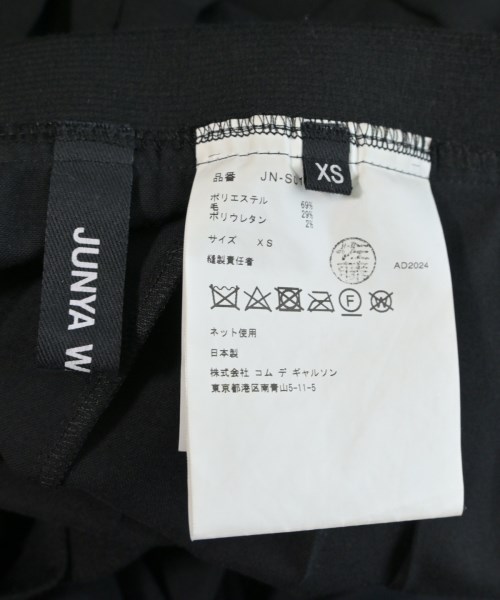 JUNYA W
XS
品番 JN-S0
ポリエステル 69%
毛 29%
ポリウレタン 2%
サイズ XS
縫製責任者
AD2024
F
W
ネット使用
日本製
株式会社 コム デ ギャルソン
東京都港区南青山5-11-5